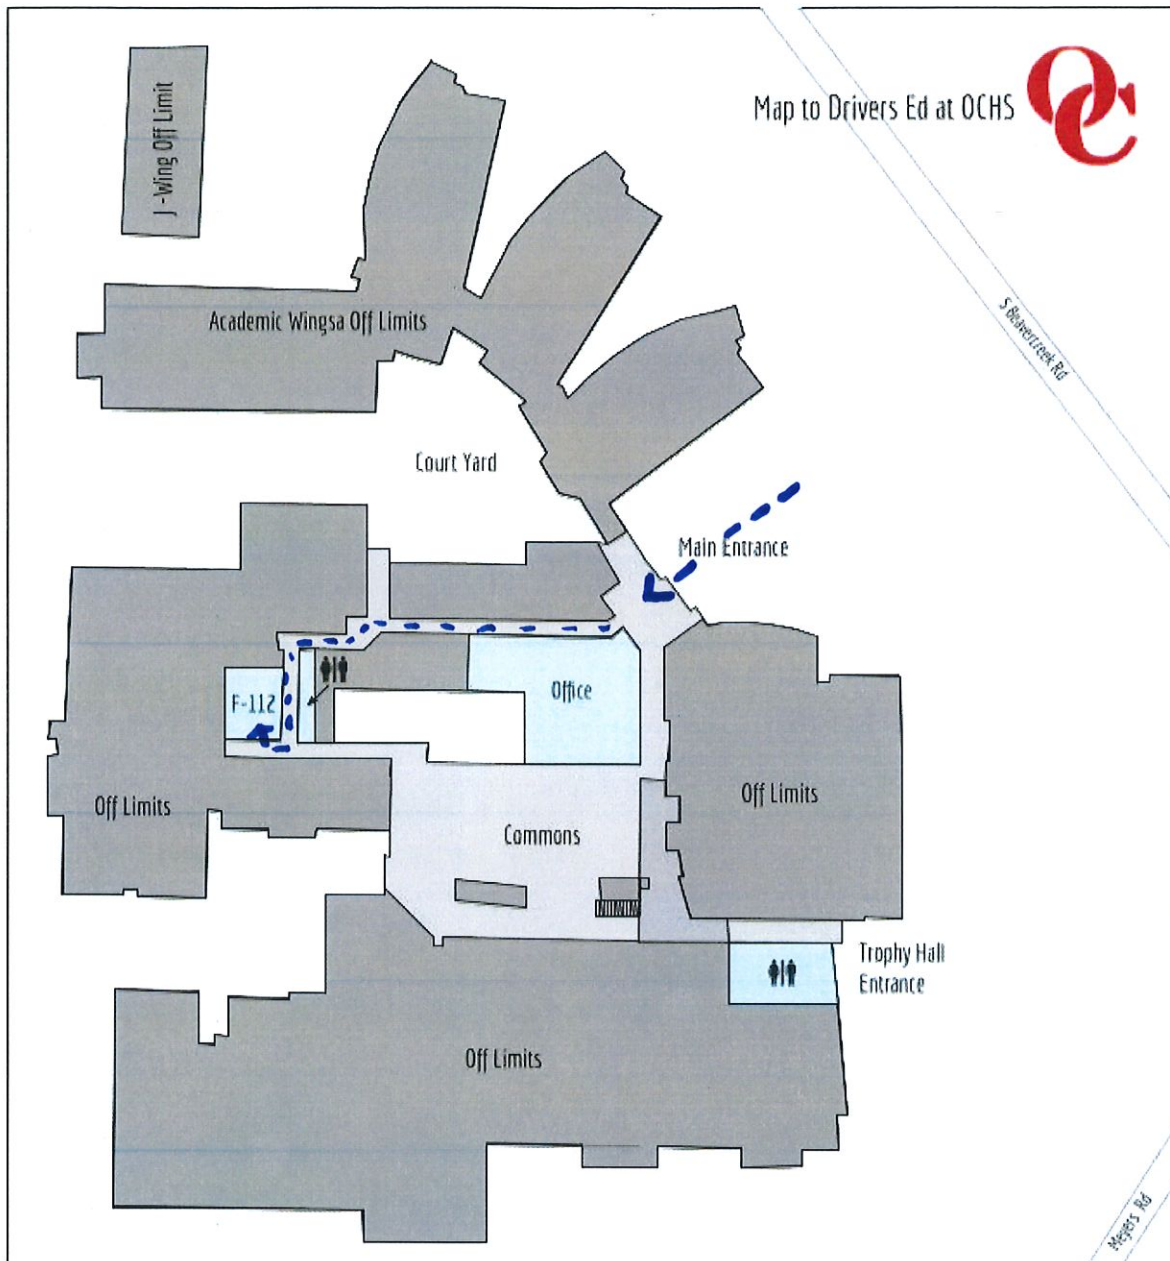 Map to Drivers Ed at OCHS
OC
J-Wing Off Limit
Academic Wingsa Off Limits
S Beavercreek Rd
Court Yard
Main Entrance
Office
F-112
Off Limits
Off Limits
Commons
Trophy Hall
Entrance
Off Limits
Meyers Rd